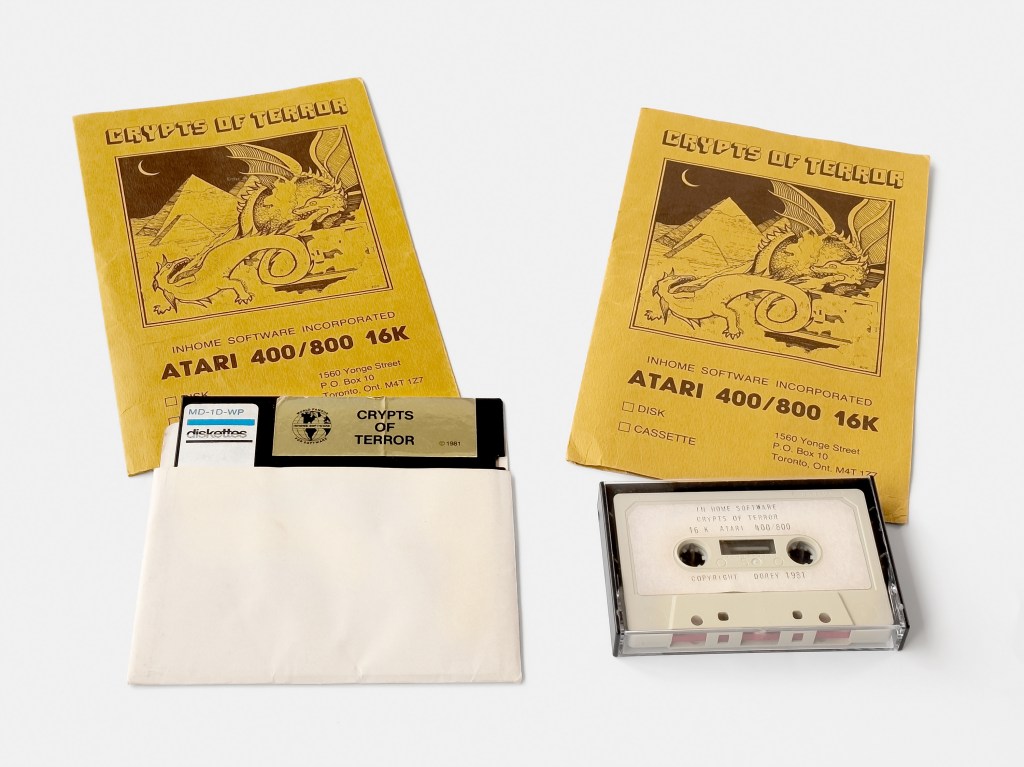 CRYPTS OF TERROR
INHOME SOFTWARE INCORPORATED
ATARI 400/800 16K
DISK
1560 Yonge Street
P.O. Box 10
Toronto, Ont. M4T 1Z7
MD-1D-WP
diskettes
CRYPTS
OF
TERROR
© 1981
CRYPTS OF TERROR
INHOME SOFTWARE INCORPORATED
ATARI 400/800 16K
DISK
CASSETTE
1560 Yonge Street
P.O. Box 10
Toronto, Ont. M4T 1Z7
IN HOME SOFTWARE
CRYPTS OF TERROR
16 K ATARI 400/800
COPYRIGHT 1981